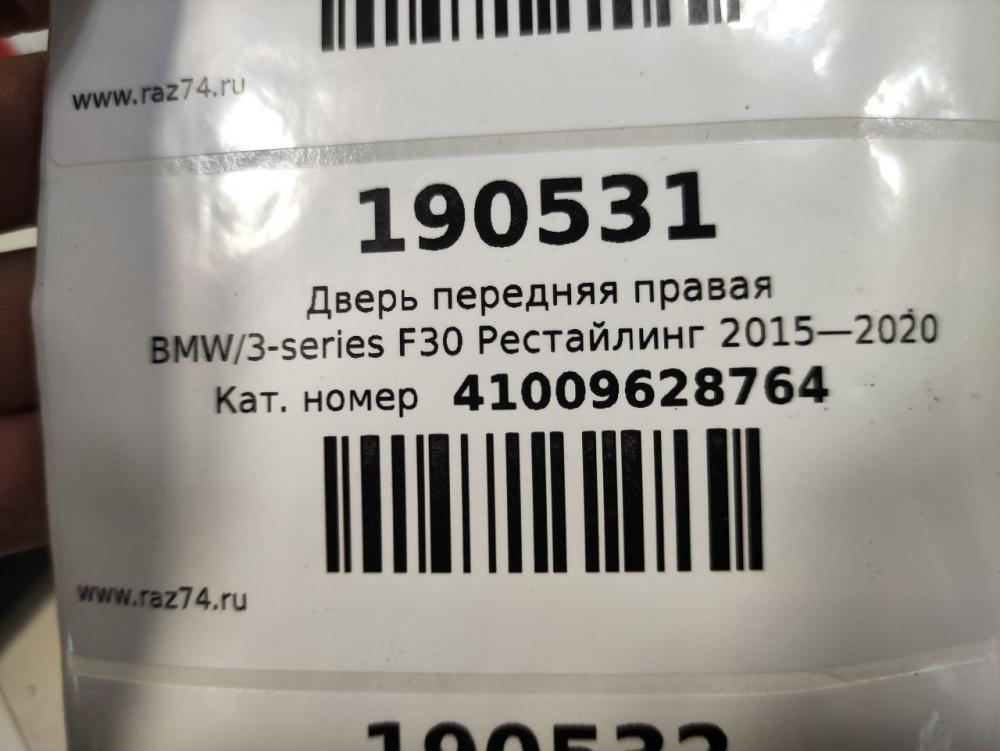 www.raz74.ru
190531
Дверь передняя правая
BMW/3-series F30 Рестайлинг 2015—2020
Кат. номер 41009628764
www.raz74.ru
190532